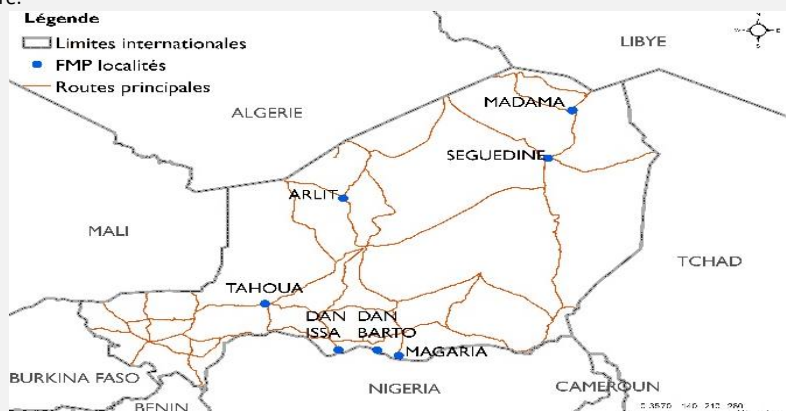 re.
Légende
Limites internationales
FMP localités
Routes principales
N
W
E
S
LIBYE
ALGERIE
MADAMA
SEGUEDINE
ARLIT
MALI
TCHAD
TAHOUA
DAN ISSA
DAN BARTO
MAGARIA
BURKINA FASO
NIGERIA
CAMEROUN
BENIN